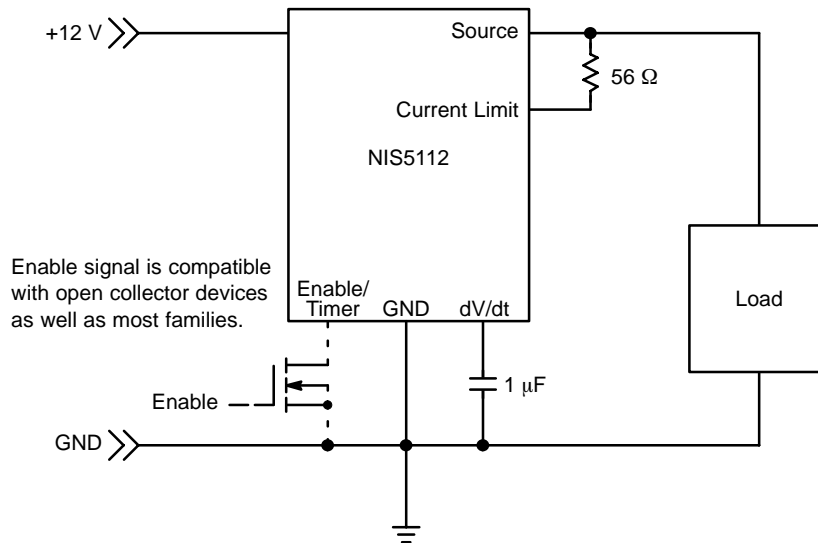 +12 V
Source
56 Ω
Current Limit
NIS5112
Enable signal is compatible
with open collector devices
as well as most families.
Enable/
Timer
GND
dV/dt
Load
1 μF
Enable
GND